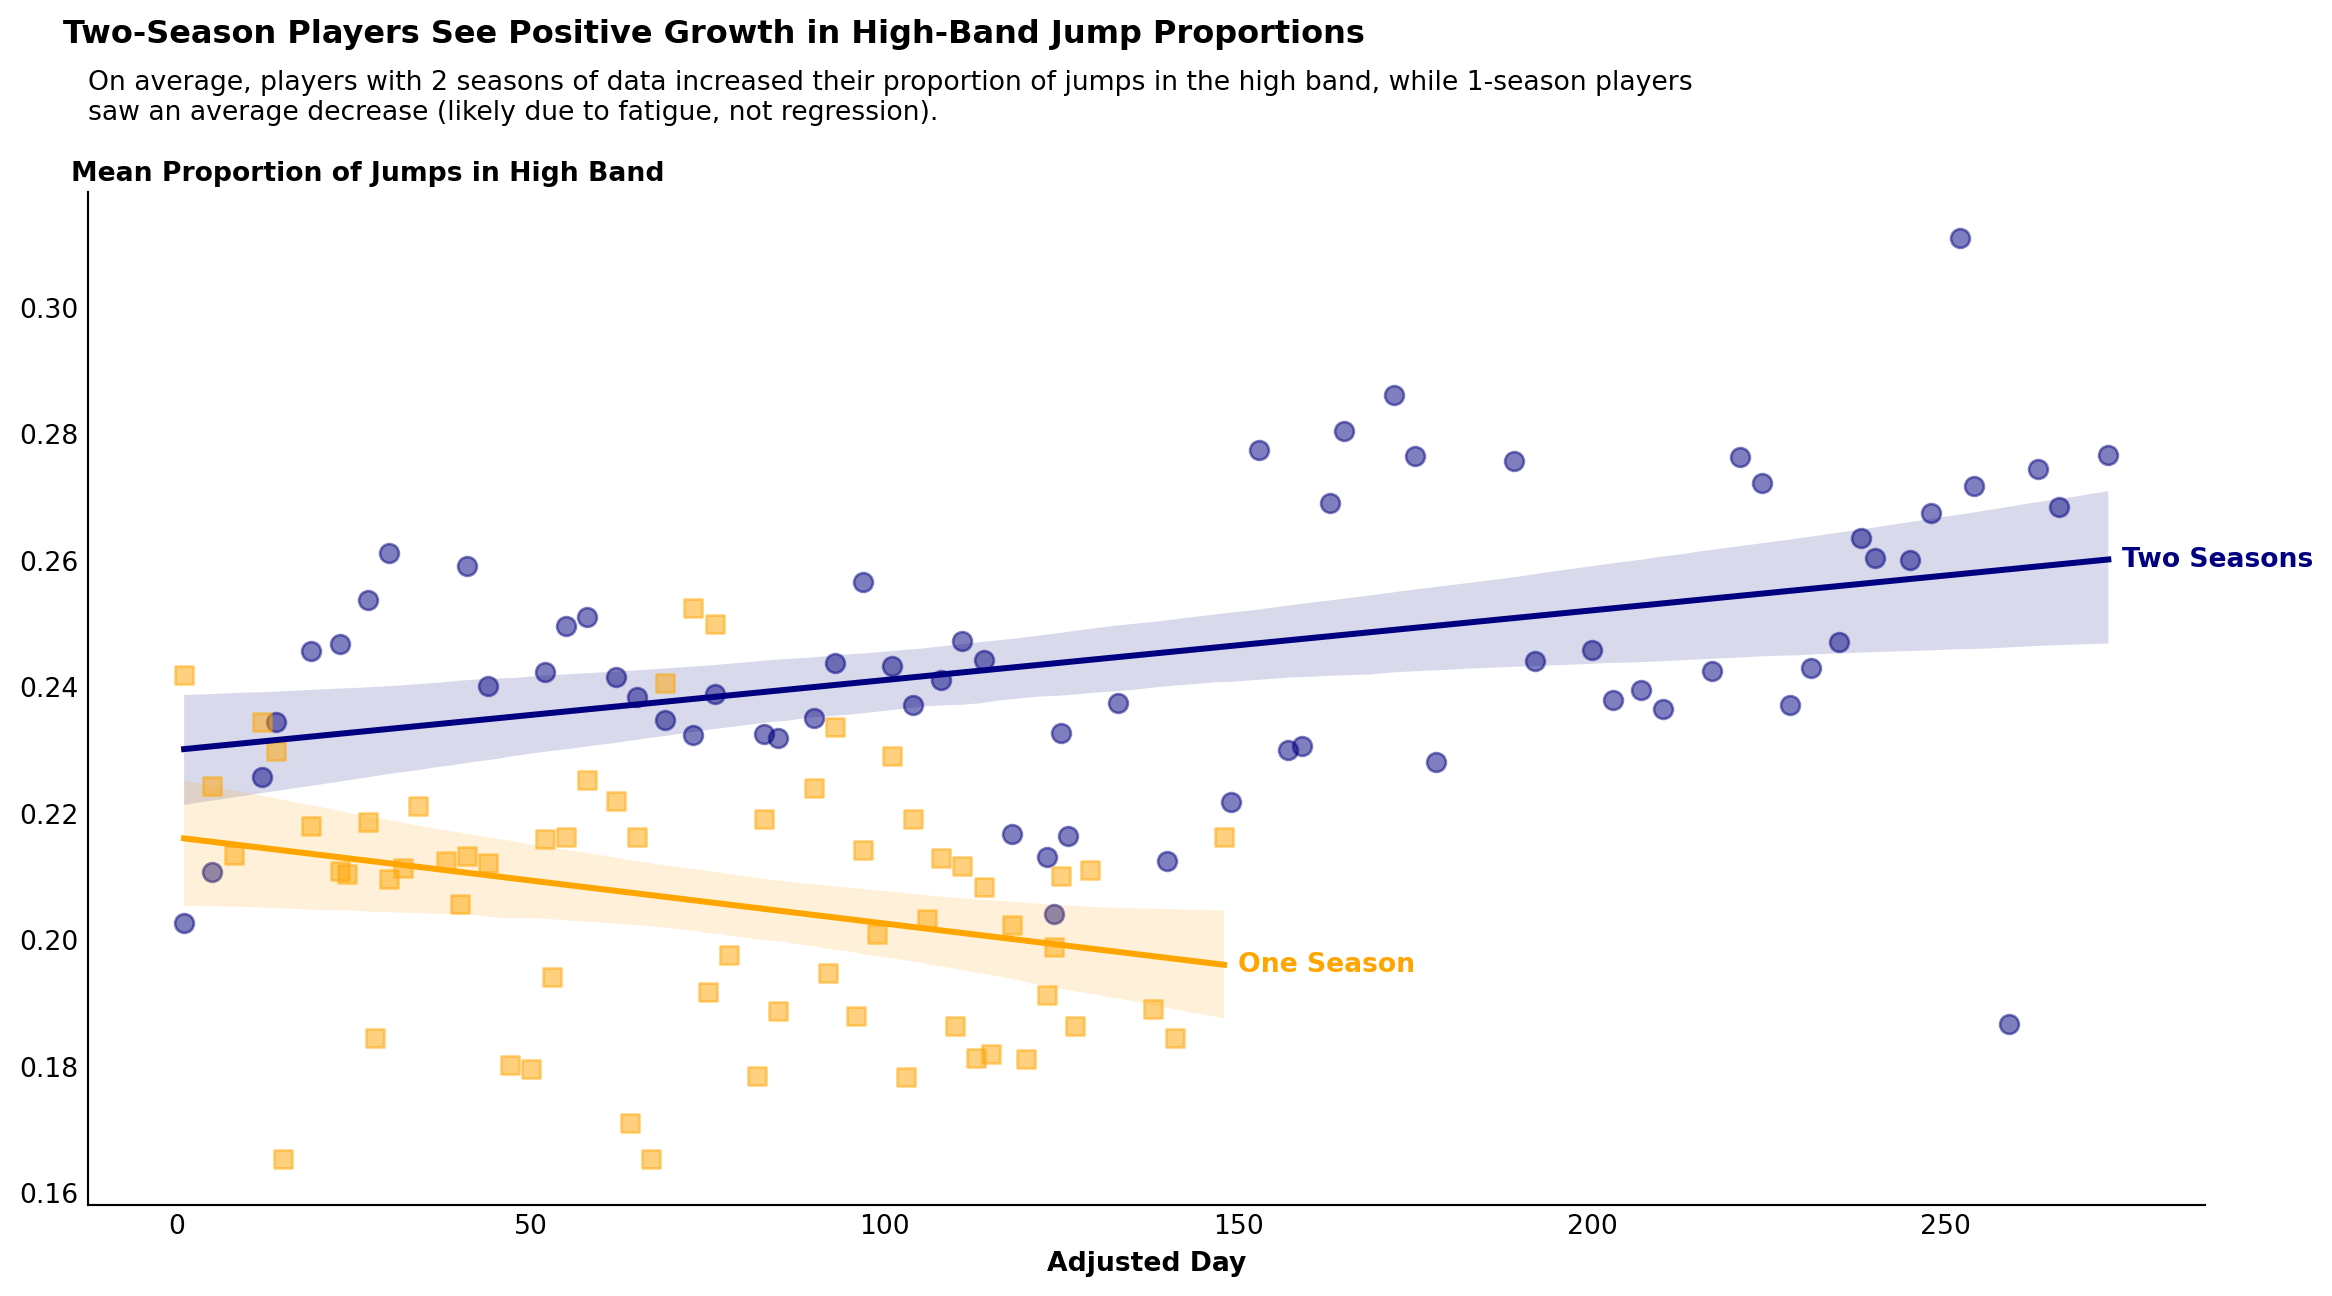 Two-Season Players See Positive Growth in High-Band Jump Proportions
On average, players with 2 seasons of data increased their proportion of jumps in the high band, while 1-season players
saw an average decrease (likely due to fatigue, not regression).
Mean Proportion of Jumps in High Band
0.30
0.28
0.26
0.24
0.22
0.20
0.18
0.16
Two Seasons
One Season
0 50 100 150 200 250
Adjusted Day